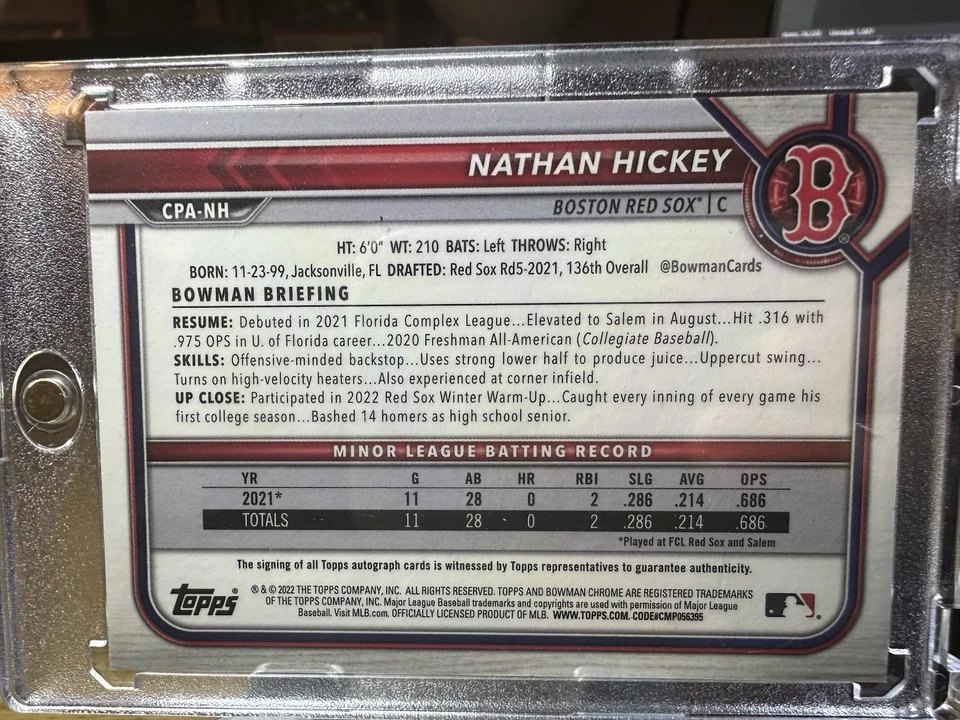 NATHAN HICKEY
CPA-NH
BOSTON RED SOX® | C
B
®
HT: 6'0" WT: 210 BATS: Left THROWS: Right
BORN: 11-23-99, Jacksonville, FL DRAFTED: Red Sox Rd5-2021, 136th Overall @BowmanCards
BOWMAN BRIEFING
RESUME: Debuted in 2021 Florida Complex League...Elevated to Salem in August...Hit .316 with
.975 OPS in U. of Florida career...2020 Freshman All-American (Collegiate Baseball).
SKILLS: Offensive-minded backstop...Uses strong lower half to produce juice...Uppercut swing...
Turns on high-velocity heaters...Also experienced at corner infield.
UP CLOSE: Participated in 2022 Red Sox Winter Warm-Up...Caught every inning of every game his
first college season...Bashed 14 homers as high school senior.
MINOR LEAGUE BATTING RECORD
YR G AB HR RBI SLG AVG OPS
2021* 11 28 0 2 .286 .214 .686
TOTALS 11 28 0 2 .286 .214 .686
*Played at FCL Red Sox and Salem
The signing of all Topps autograph cards is witnessed by Topps representatives to guarantee authenticity.
topps®
® & © 2022 THE TOPPS COMPANY, INC. ALL RIGHTS RESERVED. TOPPS AND BOWMAN CHROME ARE REGISTERED TRADEMARKS
OF THE TOPPS COMPANY, INC. Major League Baseball trademarks and copyrights are used with permission of Major League
Baseball. Visit MLB.com. OFFICIALLY LICENSED PRODUCT OF MLB. WWW.TOPPS.COM. CODE#CMP056395